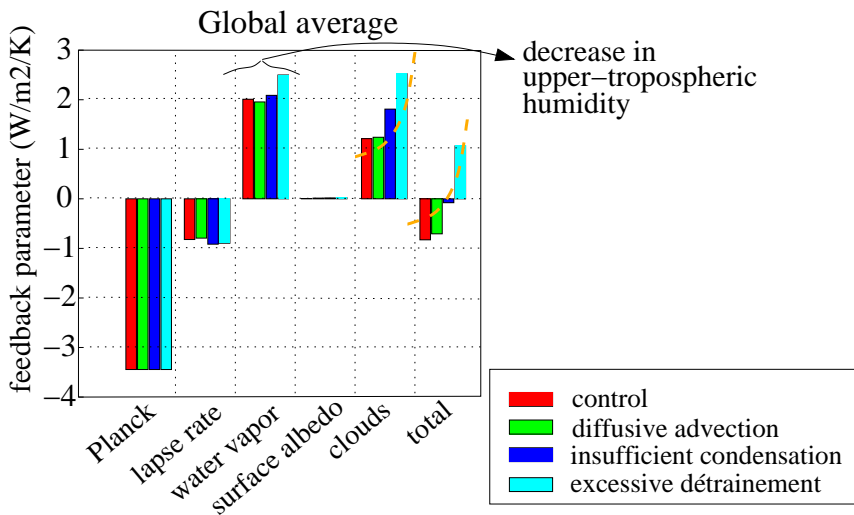 Global average
decrease in
upper−tropospheric
humidity
feedback parameter (W/m2/K)
3
2
1
0
−1
−2
−3
−4
Planck
lapse rate
water vapor
surface albedo
clouds
total
control
diffusive advection
insufficient condensation
excessive détrainement